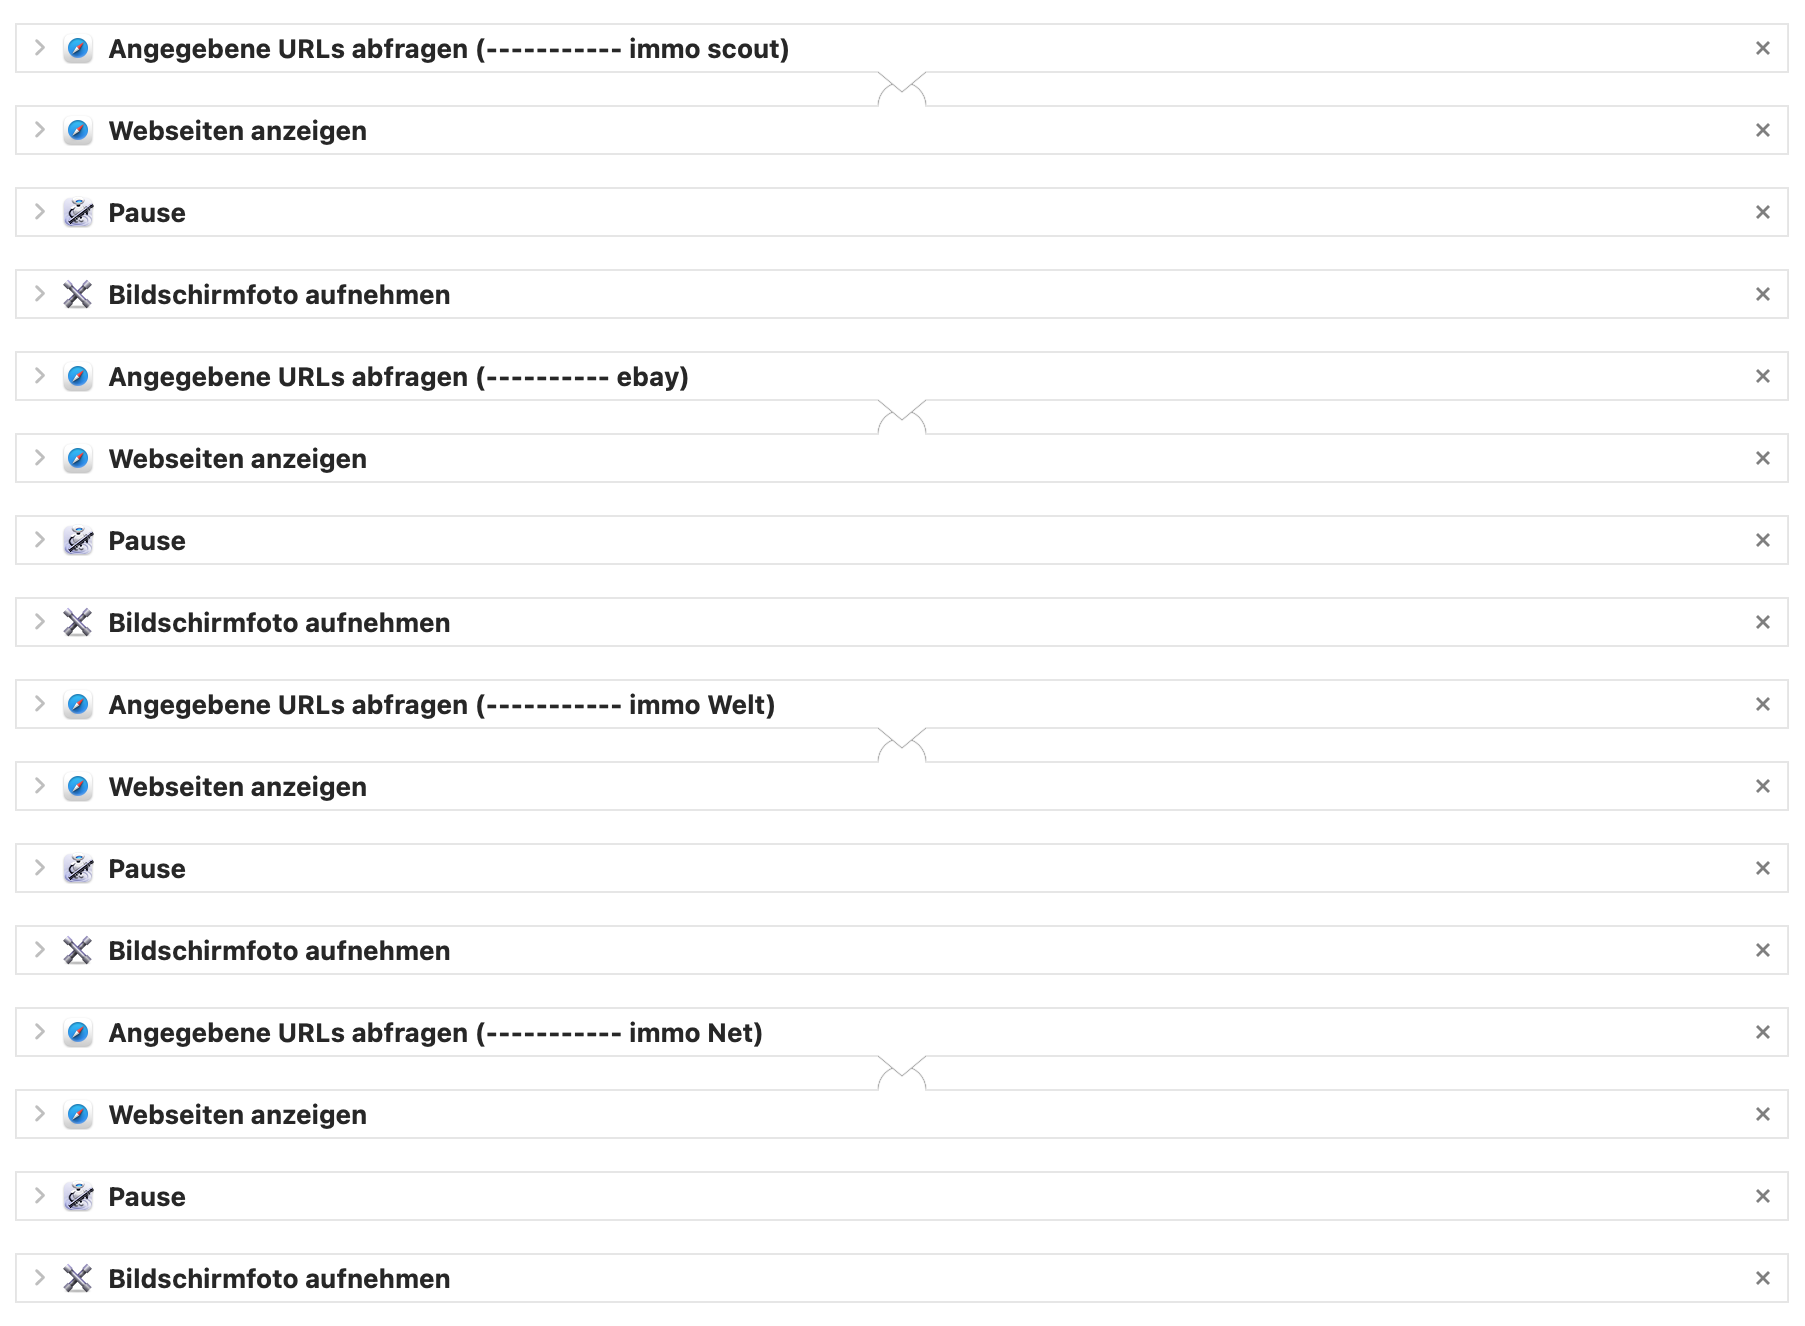 Angegebene URLs abfragen (----------- immo scout)
Webseiten anzeigen
Pause
Bildschirmfoto aufnehmen
Angegebene URLs abfragen (---------- ebay)
Webseiten anzeigen
Pause
Bildschirmfoto aufnehmen
Angegebene URLs abfragen (----------- immo Welt)
Webseiten anzeigen
Pause
Bildschirmfoto aufnehmen
Angegebene URLs abfragen (----------- immo Net)
Webseiten anzeigen
Pause
Bildschirmfoto aufnehmen